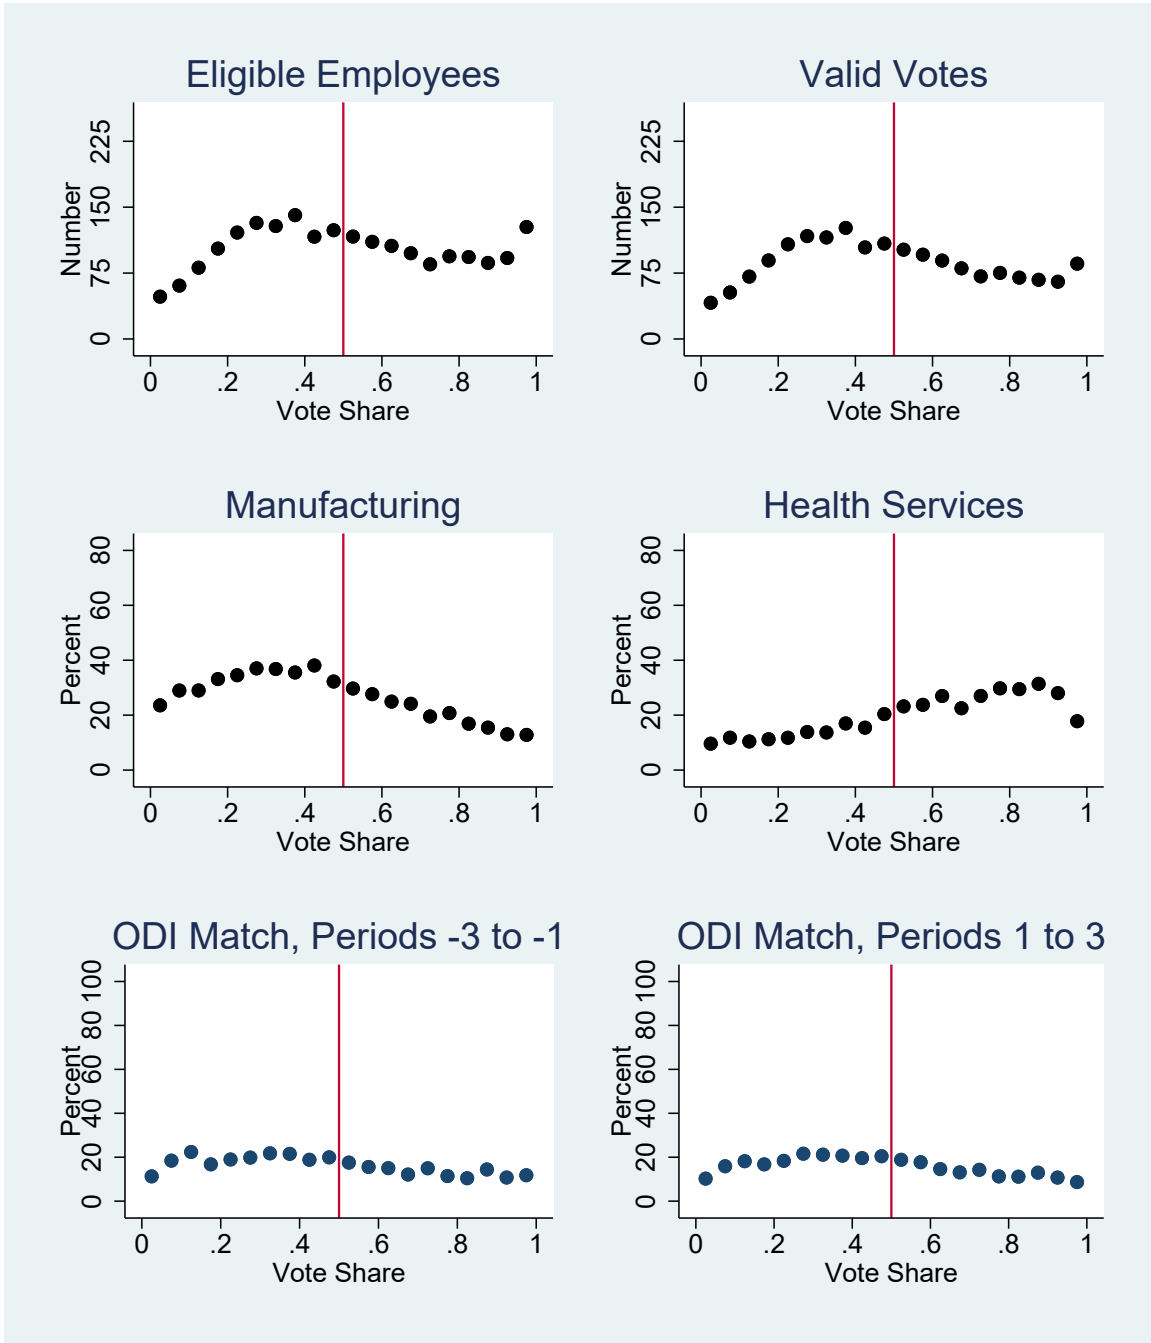 Eligible Employees
Number
225
150
75
0
0 .2 .4 .6 .8 1
Vote Share
Valid Votes
Number
225
150
75
0
0 .2 .4 .6 .8 1
Vote Share
Manufacturing
Percent
80
60
40
20
0
0 .2 .4 .6 .8 1
Vote Share
Health Services
Percent
80
60
40
20
0
0 .2 .4 .6 .8 1
Vote Share
ODI Match, Periods -3 to -1
Percent
100
80
60
40
20
0
0 .2 .4 .6 .8 1
Vote Share
ODI Match, Periods 1 to 3
Percent
100
80
60
40
20
0
0 .2 .4 .6 .8 1
Vote Share